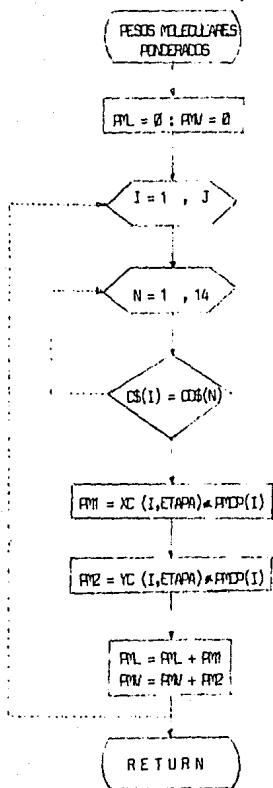 PESOS MOLECULARES
PONDERADOS
PML = Ø : PMV = Ø
I = 1 , J
N = 1 , 14
C$(I) = CD$(N)
PM1 = XC (I,ETAPA)*PMCP(I)
PM2 = YC (I,ETAPA)*PMCP(I)
PML = PML + PM1
PMV = PMV + PM2
RETURN